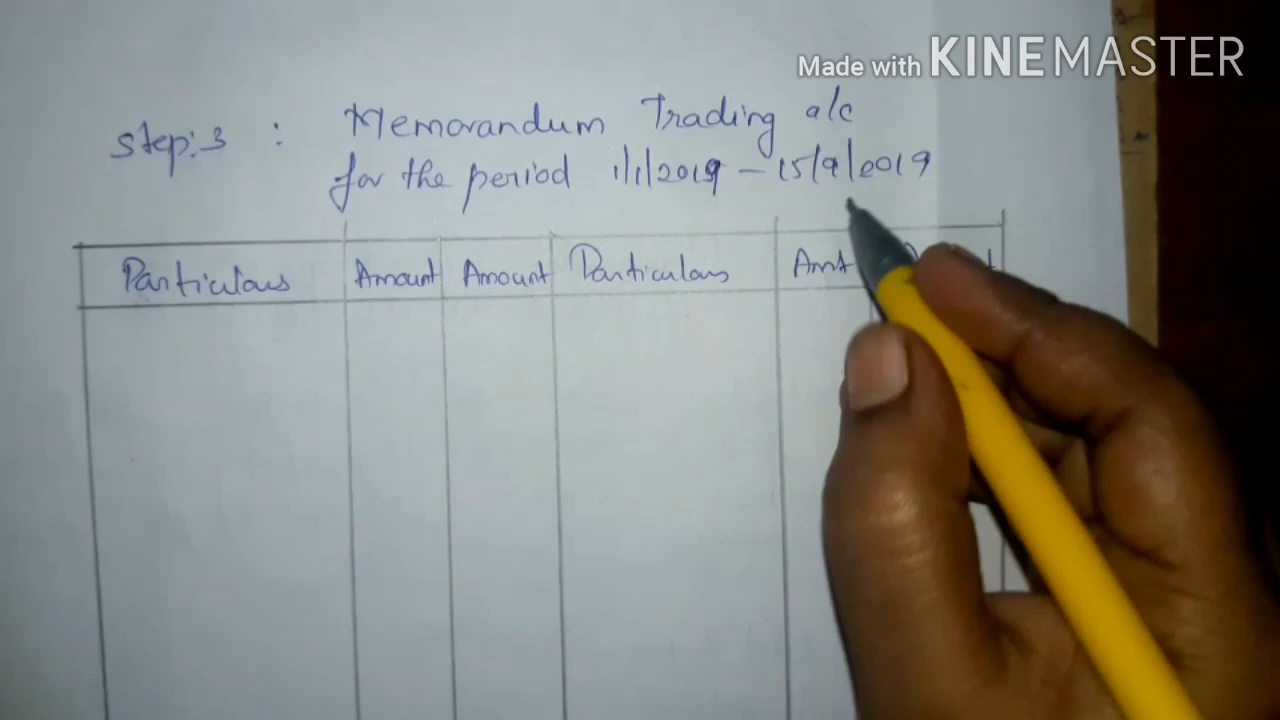 Made with KINEMASTER
Step:3 : Memorandum Trading a/c
for the period 1/1/2019 – 15/9/2019
Particulars Amount Amount Particulars Amt